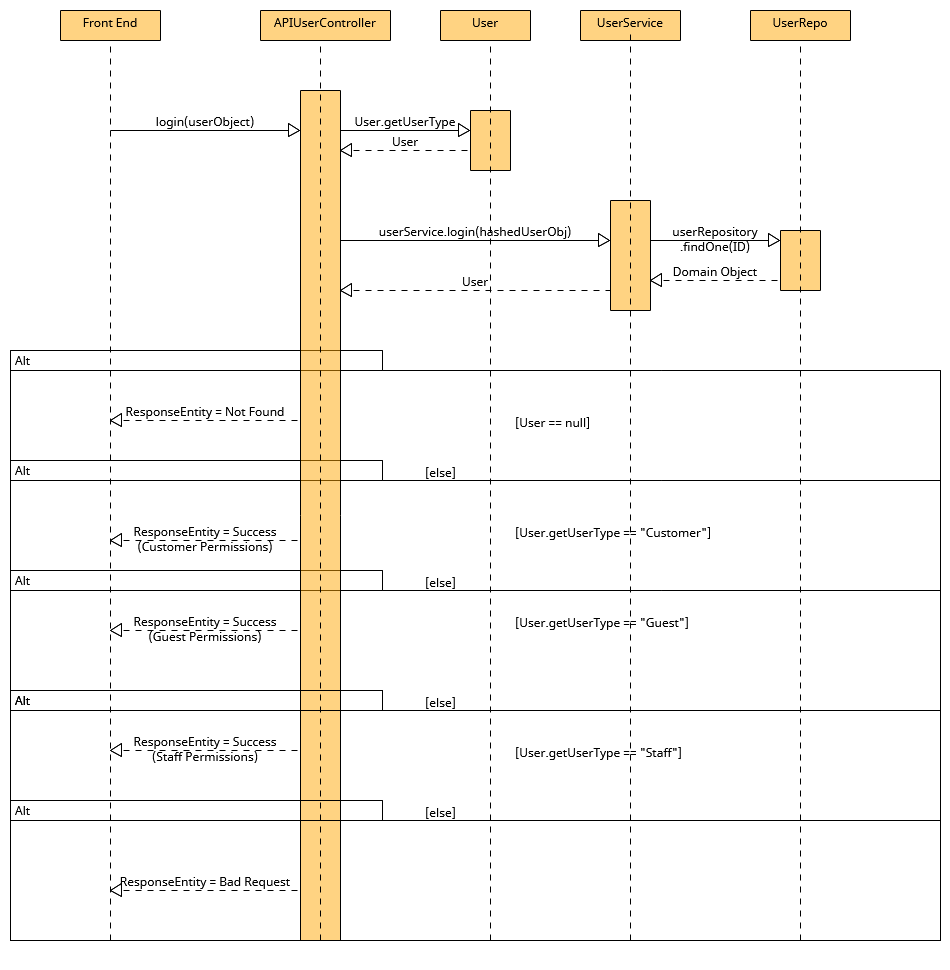 Front End
APIUserController
User
UserService
UserRepo
login(userObject)
User.getUserType
User
userService.login(hashedUserObj)
userRepository
.findOne(ID)
Domain Object
User
Alt
ResponseEntity = Not Found
[User == null]
Alt
[else]
ResponseEntity = Success
(Customer Permissions)
[User.getUserType == "Customer"]
Alt
[else]
ResponseEntity = Success
(Guest Permissions)
[User.getUserType == "Guest"]
Alt
[else]
ResponseEntity = Success
(Staff Permissions)
[User.getUserType == "Staff"]
Alt
[else]
ResponseEntity = Bad Request